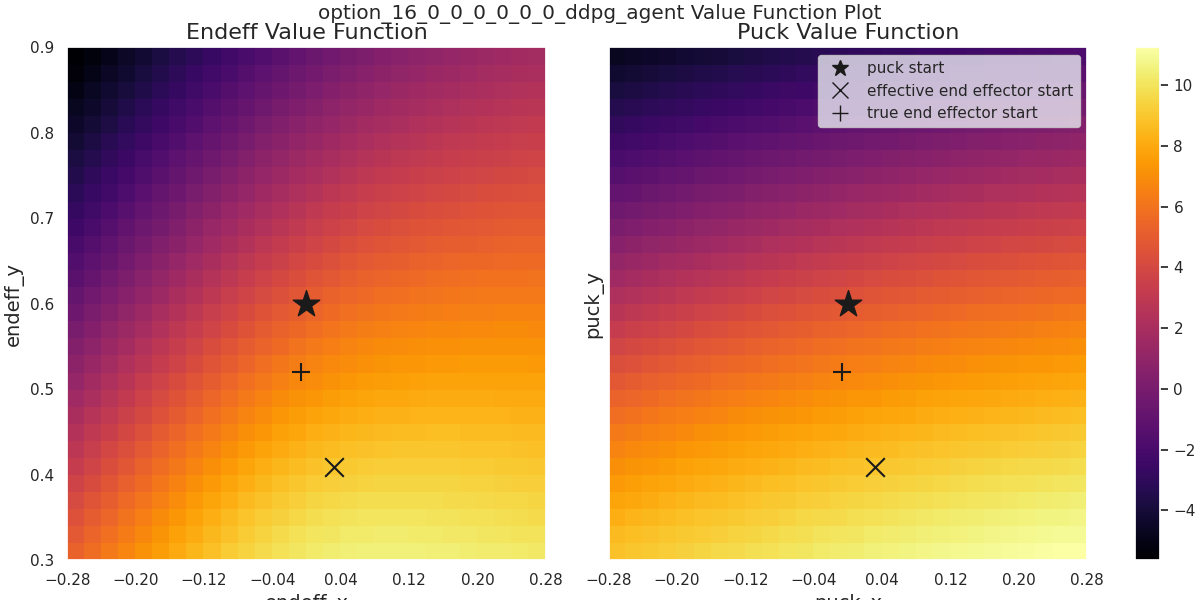 option_16_0_0_0_0_0_0_ddpg_agent Value Function Plot
Endeff Value Function
Puck Value Function
puck start
effective end effector start
true end effector start
endeff_y
0.9
0.8
0.7
0.6
0.5
0.4
0.3
puck_y
10
8
6
4
2
0
−2
−4
−0.28 −0.20 −0.12 −0.04 0.04 0.12 0.20 0.28
−0.28 −0.20 −0.12 −0.04 0.04 0.12 0.20 0.28
endeff_x
puck_x